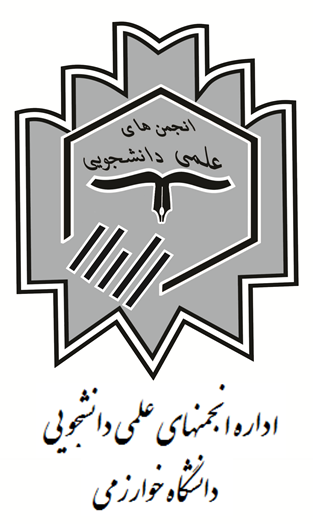 انجمن های
علمی دانشجویی
اداره انجمنهای علمی دانشجویی
دانشگاه خوارزمی